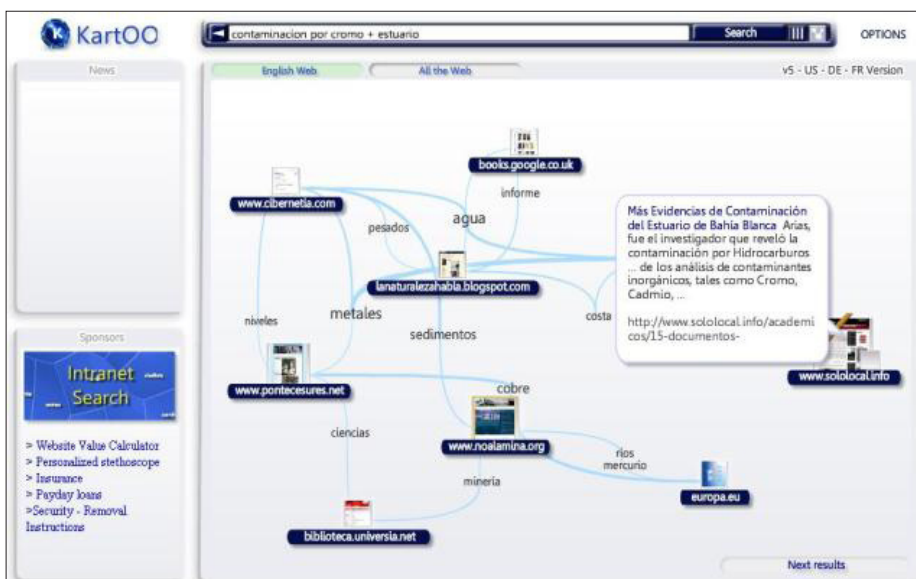 KartOO
contaminacion por cromo + estuario
Search
OPTIONS
News
English Web
All the Web
v5 - US - DE - FR Version
books.google.co.uk
www.cibernetia.com
informe
agua
pesados
Más Evidencias de Contaminación
del Estuario de Bahía Blanca Arias,
fue el investigador que reveló la
contaminación por Hidrocarburos
... de los análisis de contaminantes
inorgánicos, tales como Cromo,
Cadmio, ...
http://www.sololocal.info/academi
cos/15-documentos-
lanaturalezahabla.blogspot.com
niveles
metales
costa
sedimentos
www.sololocal.info
www.pontecesures.net
cobre
ciencias
www.noalamina.org
rios
mercurio
mineria
europa.eu
biblioteca.universia.net
Next results
Sponsors
Intranet
Search
> Website Value Calculator
> Personalized stethoscope
> Insurance
> Payday loans
>Security - Removal
Instructions